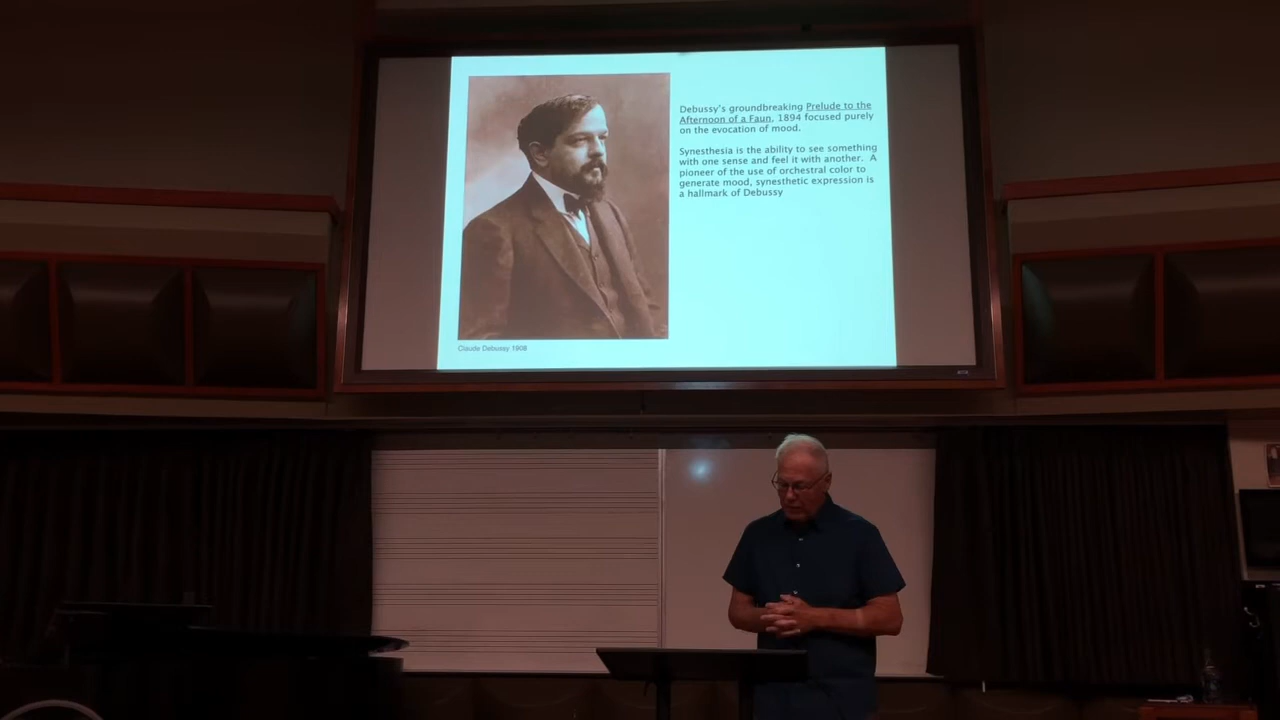 Debussy's groundbreaking Prelude to the
Afternoon of a Faun, 1894 focused purely
on the evocation of mood.
Synesthesia is the ability to see something
with one sense and feel it with another. A
pioneer of the use of orchestral color to
generate mood, synesthetic expression is
a hallmark of Debussy
Claude Debussy 1908